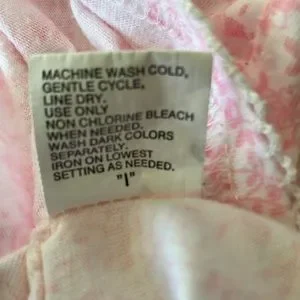 MACHINE WASH COLD,
GENTLE CYCLE,
LINE DRY.
USE ONLY
NON CHLORINE BLEACH
WHEN NEEDED.
WASH DARK COLORS
SEPARATELY.
IRON ON LOWEST
SETTING AS NEEDED.
"I"